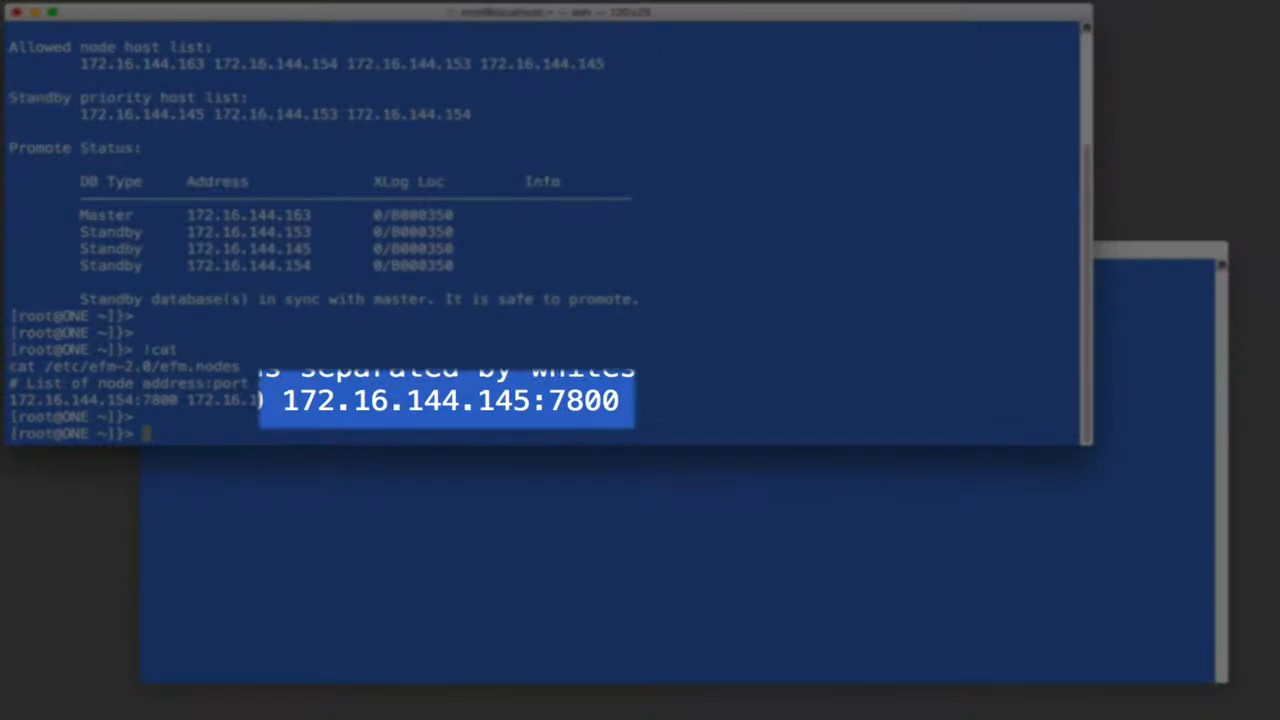 Allowed node host list:
172.16.144.163 172.16.144.154 172.16.144.153 172.16.144.145
Standby priority host list:
172.16.144.145 172.16.144.153 172.16.144.154
Promote Status:
DB Type Address XLog Loc Info
Master 172.16.144.163 0/B000350
Standby 172.16.144.153 0/B000350
Standby 172.16.144.145 0/B000350
Standby 172.16.144.154 0/B000350
Standby database(s) in sync with master. It is safe to promote.
[root@ONE ~]}>
[root@ONE ~]}>
[root@ONE ~]}> !cat
cat /etc/efm-2.0/efm.nodes
# List of node address:port s separated by whites
172.16.144.154:7800 172.16.1 ) 172.16.144.145:7800
[root@ONE ~]}>
[root@ONE ~]}>